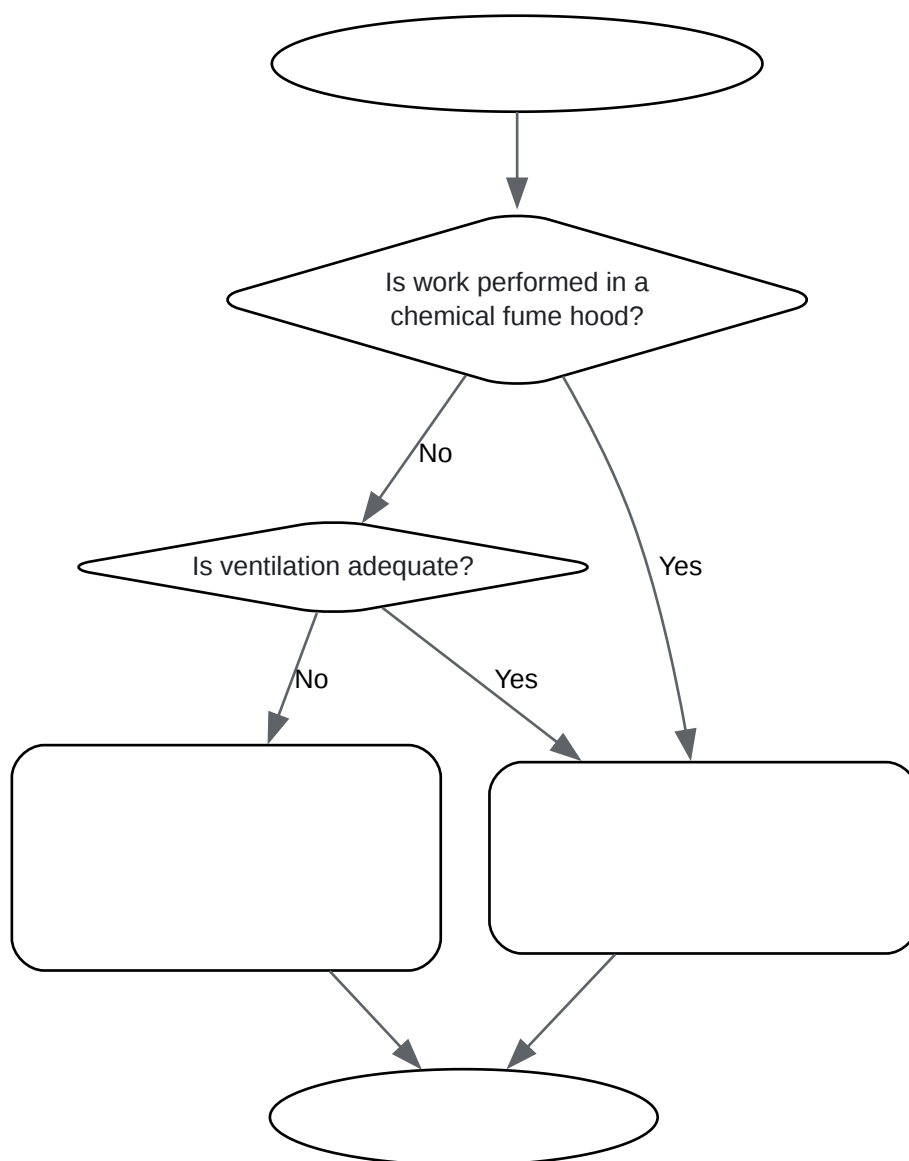 Is work performed in a
chemical fume hood?
No
Is ventilation adequate?
Yes
No
Yes